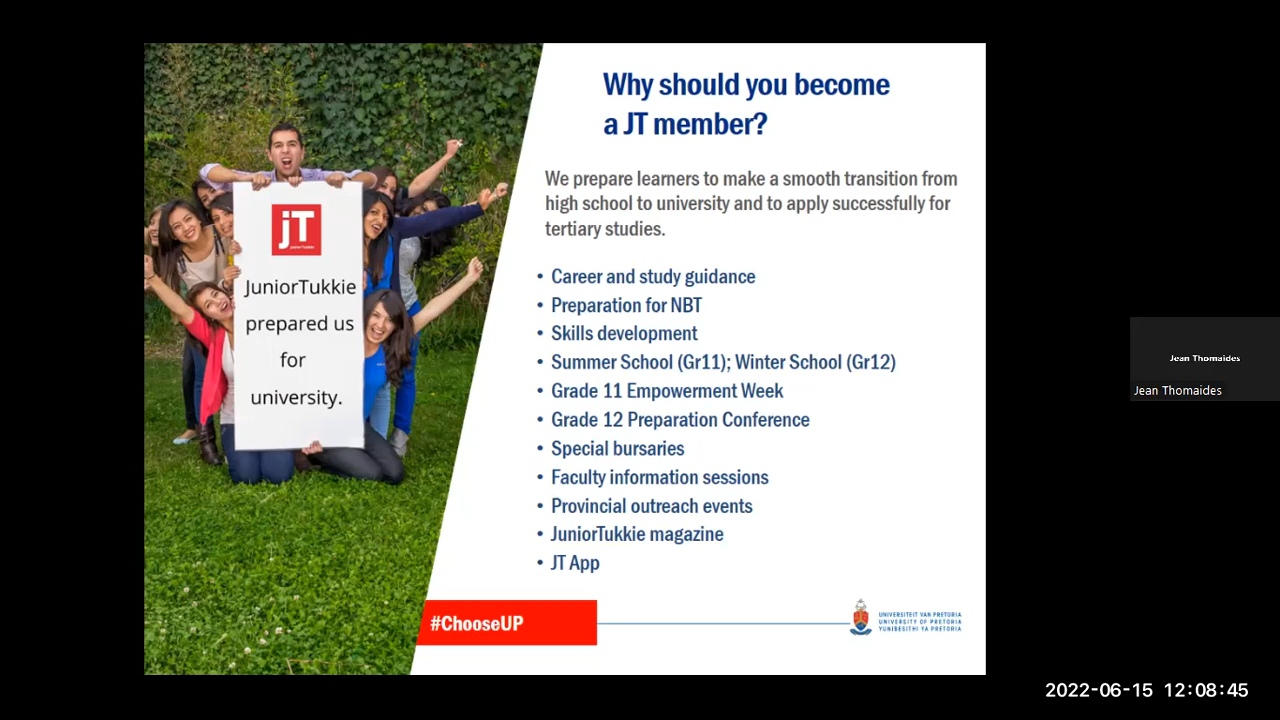 Why should you become
a JT member?
We prepare learners to make a smooth transition from
high school to university and to apply successfully for
tertiary studies.
• Career and study guidance
• Preparation for NBT
• Skills development
• Summer School (Gr11); Winter School (Gr12)
• Grade 11 Empowerment Week
• Grade 12 Preparation Conference
• Special bursaries
• Faculty information sessions
• Provincial outreach events
• JuniorTukkie magazine
• JT App
jT
JuniorTukkie
JuniorTukkie
prepared us
for
university.
#ChooseUP
UNIVERSITEIT VAN PRETORIA
UNIVERSITY OF PRETORIA
YUNIBESITHI YA PRETORIA
Jean Thomaides
Jean Thomaides
2022-06-15 12:08:45